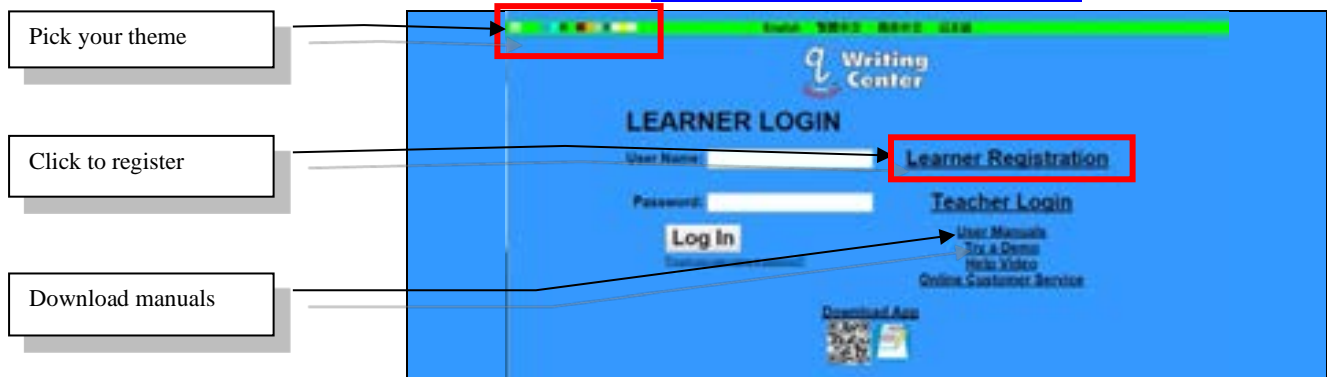 Pick your theme
English
Writing
Center
LEARNER LOGIN
Click to register
User Name:
Learner Registration
Password:
Teacher Login
Log In
User Manuals
Try a Demo
Help Video
Online Customer Service
Download manuals
Download App